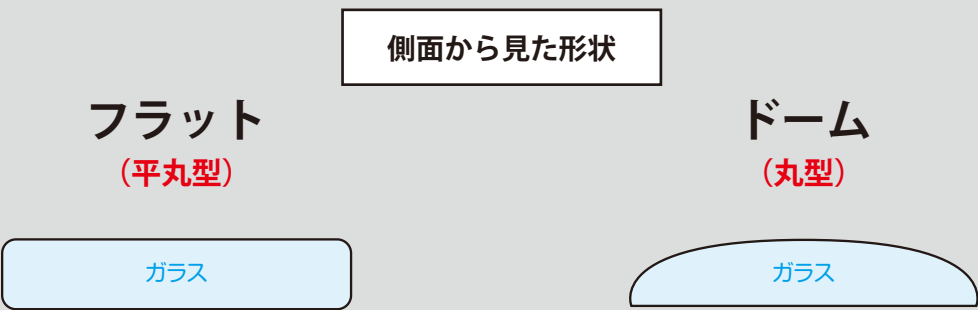 側面から見た形状
フラット
（平丸型）
ガラス
ドーム
（丸型）
ガラス